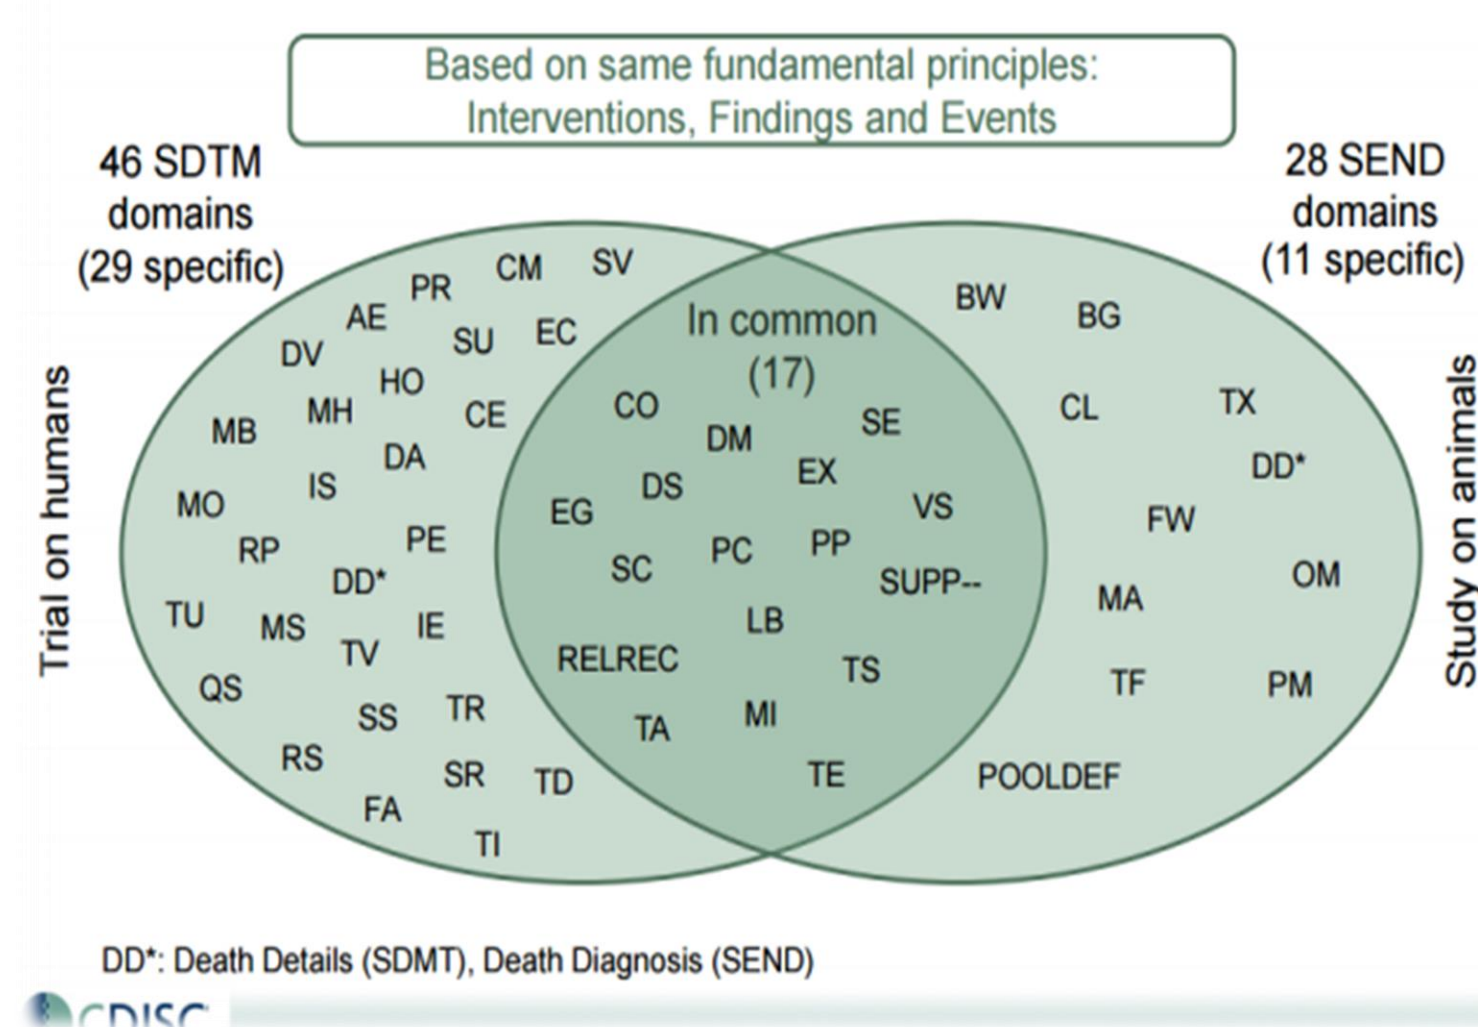 Based on same fundamental principles:
Interventions, Findings and Events
46 SDTM
domains
(29 specific)
28 SEND
domains
(11 specific)
Trial on humans
SV
CM
PR
AE
EC
SU
DV
HO
MH
CE
MB
DA
IS
MO
PE
RP
DD*
TU
MS
IE
TV
QS
TR
SS
RS
SR
TD
FA
TI
In common
(17)
CO
SE
DM
EX
DS
VS
EG
PP
PC
SC
SUPP--
LB
RELREC
TS
MI
TA
TE
BW
BG
TX
CL
DD*
FW
OM
MA
TF
PM
POOLDEF
Study on animals
DD*: Death Details (SDMT), Death Diagnosis (SEND)
CDISC